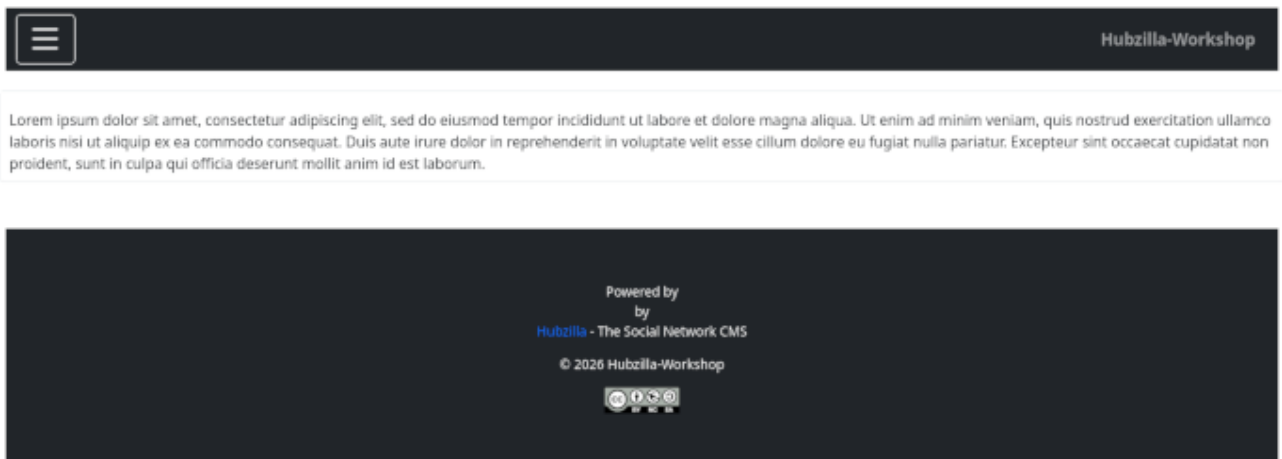 Hubzilla-Workshop
Lorem ipsum dolor sit amet, consectetur adipiscing elit, sed do eiusmod tempor incididunt ut labore et dolore magna aliqua. Ut enim ad minim veniam, quis nostrud exercitation ullamco
laboris nisi ut aliquip ex ea commodo consequat. Duis aute irure dolor in reprehenderit in voluptate velit esse cillum dolore eu fugiat nulla pariatur. Excepteur sint occaecat cupidatat non
proident, sunt in culpa qui officia deserunt mollit anim id est laborum.
Powered by
by
Hubzilla - The Social Network CMS
© 2026 Hubzilla-Workshop
cc
BY NC SA